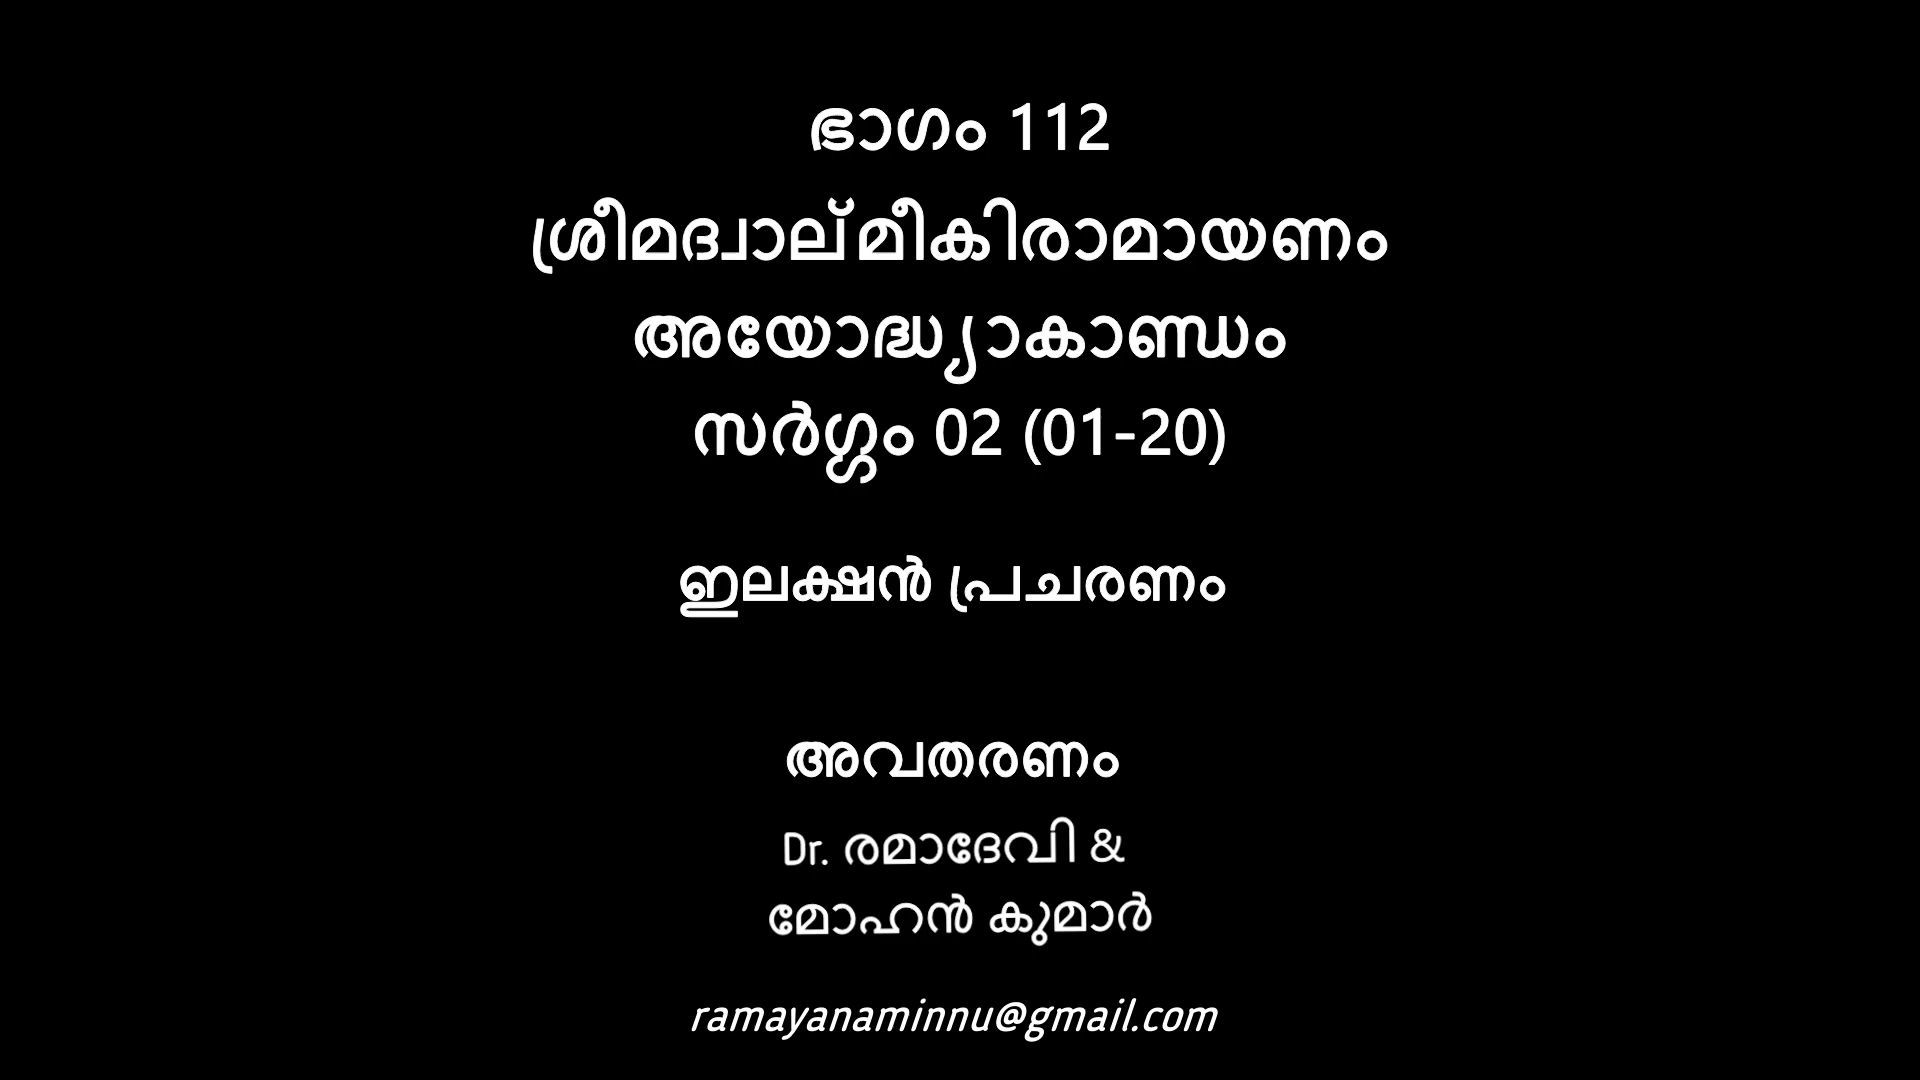 ഭാഗം 112
ശ്രീമദ്വാല്‌മീകിരാമായണം
അയോദ്ധ്യാകാണ്ഡം
സർഗ്ഗം 02 (01-20)
ഇലക്ഷൻ പ്രചരണം
അവതരണം
Dr. രമാദേവി &
മോഹൻ കുമാർ
ramayanaminnu@gmail.com